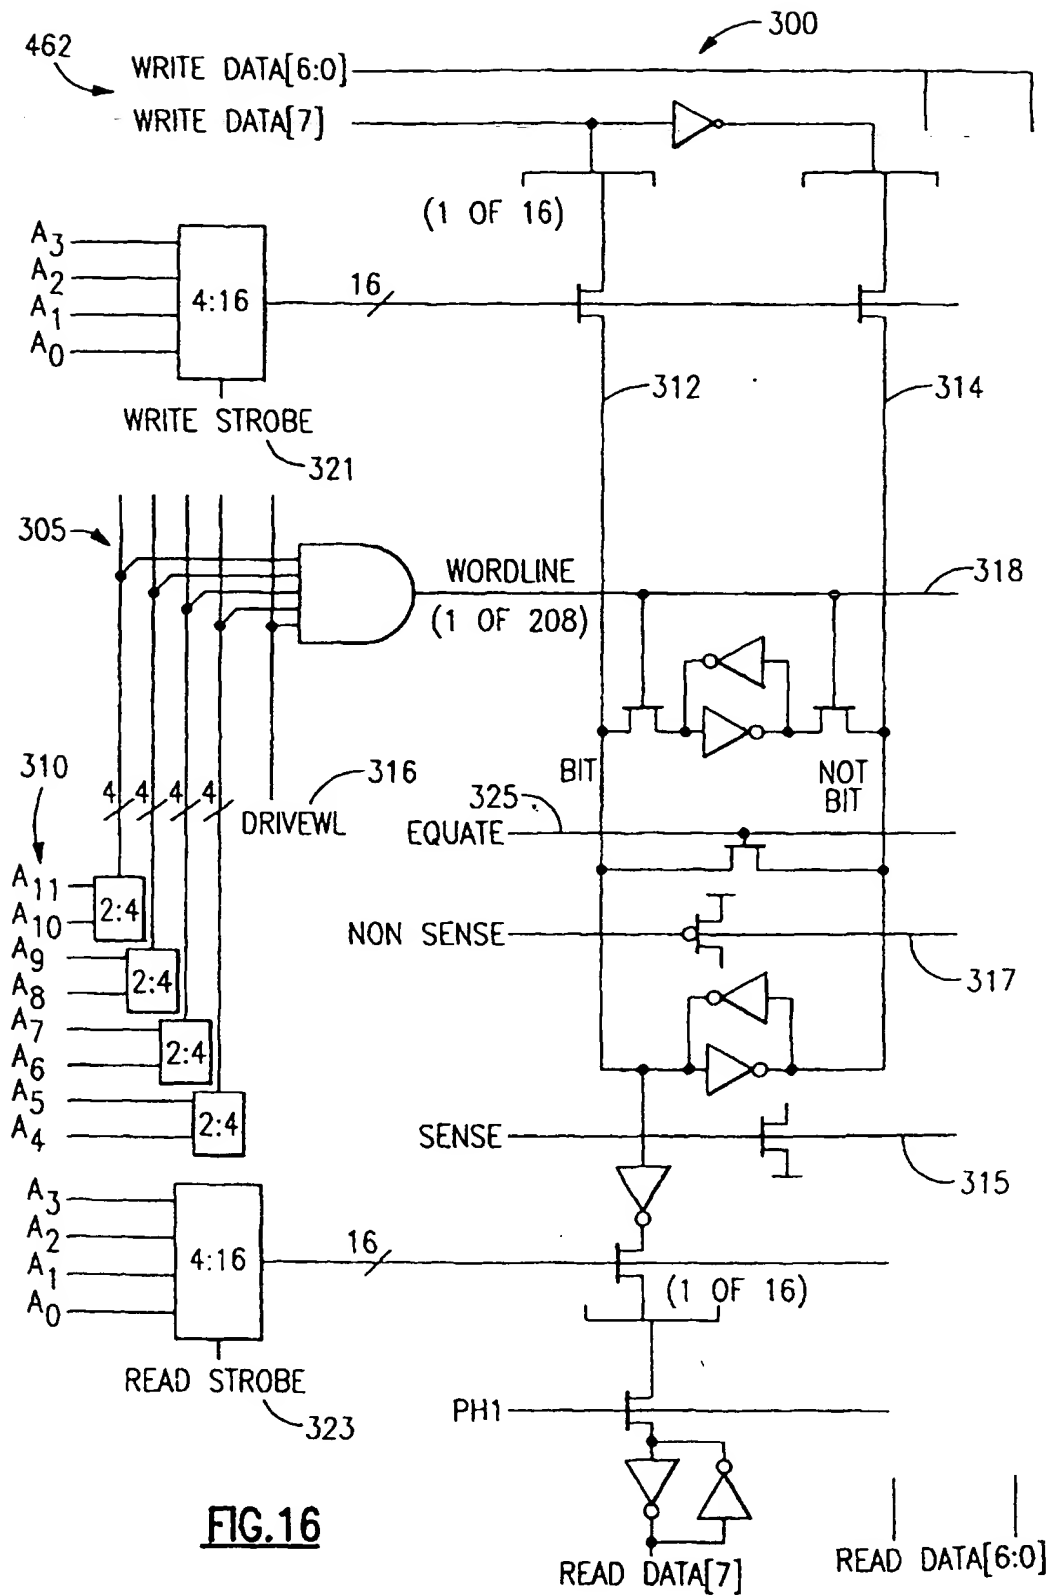 300
462
WRITE DATA[6:0]
WRITE DATA[7]
(1 OF 16)
A3
A2
A1
A0
4:16
16
312
314
WRITE STROBE
321
305
WORDLINE
(1 OF 208)
318
310
4 4 4 4
316
DRIVEWL
BIT
NOT
BIT
325
EQUATE
A11
A10
2:4
NON SENSE
317
A9
A8
2:4
A7
A6
2:4
A5
A4
2:4
SENSE
315
A3
A2
A1
A0
4:16
16
(1 OF 16)
READ STROBE
323
PH1
FIG.16
READ DATA[7]
READ DATA[6:0]